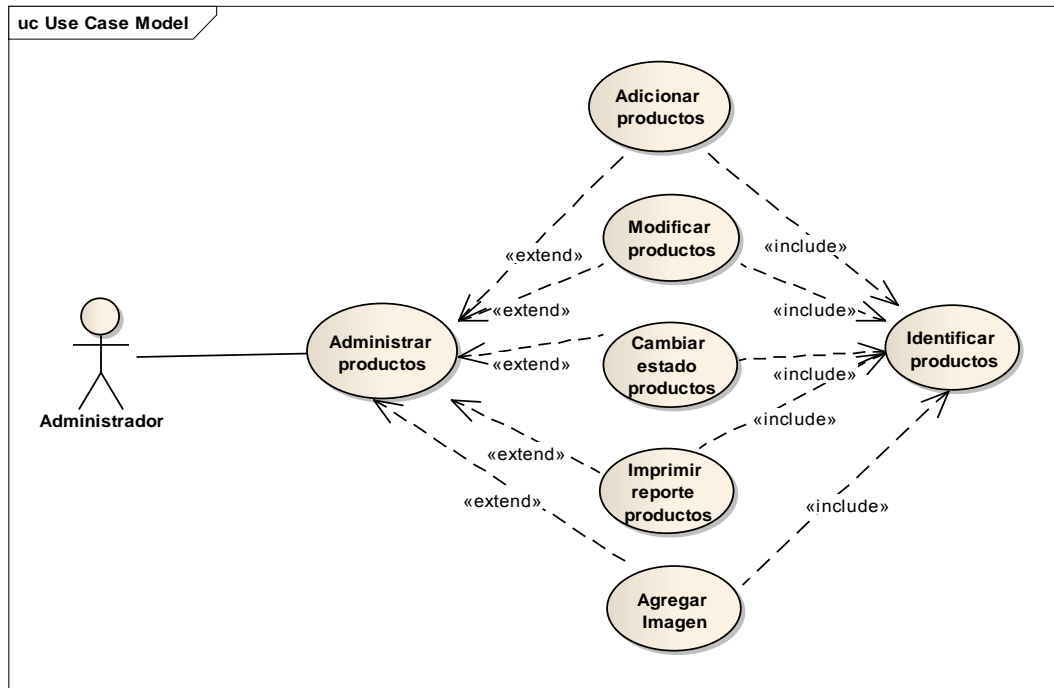 uc Use Case Model
Adicionar
productos
Modificar
productos
«extend»
«include»
«extend»
«include»
Administrador
Administrar
productos
«extend»
Cambiar
estado
productos
«include»
Identificar
productos
«include»
«extend»
Imprimir
reporte
productos
«extend»
«include»
Agregar
Imagen